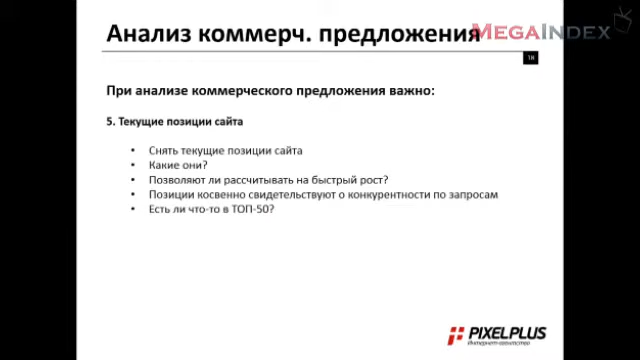 Анализ коммерч. предложения
MEGAINDEX
18
При анализе коммерческого предложения важно:
5. Текущие позиции сайта
• Снять текущие позиции сайта
• Какие они?
• Позволяют ли рассчитывать на быстрый рост?
• Позиции косвенно свидетельствуют о конкурентности по запросам
• Есть ли что-то в ТОП-50?
PIXELPLUS
Интернет-агентство